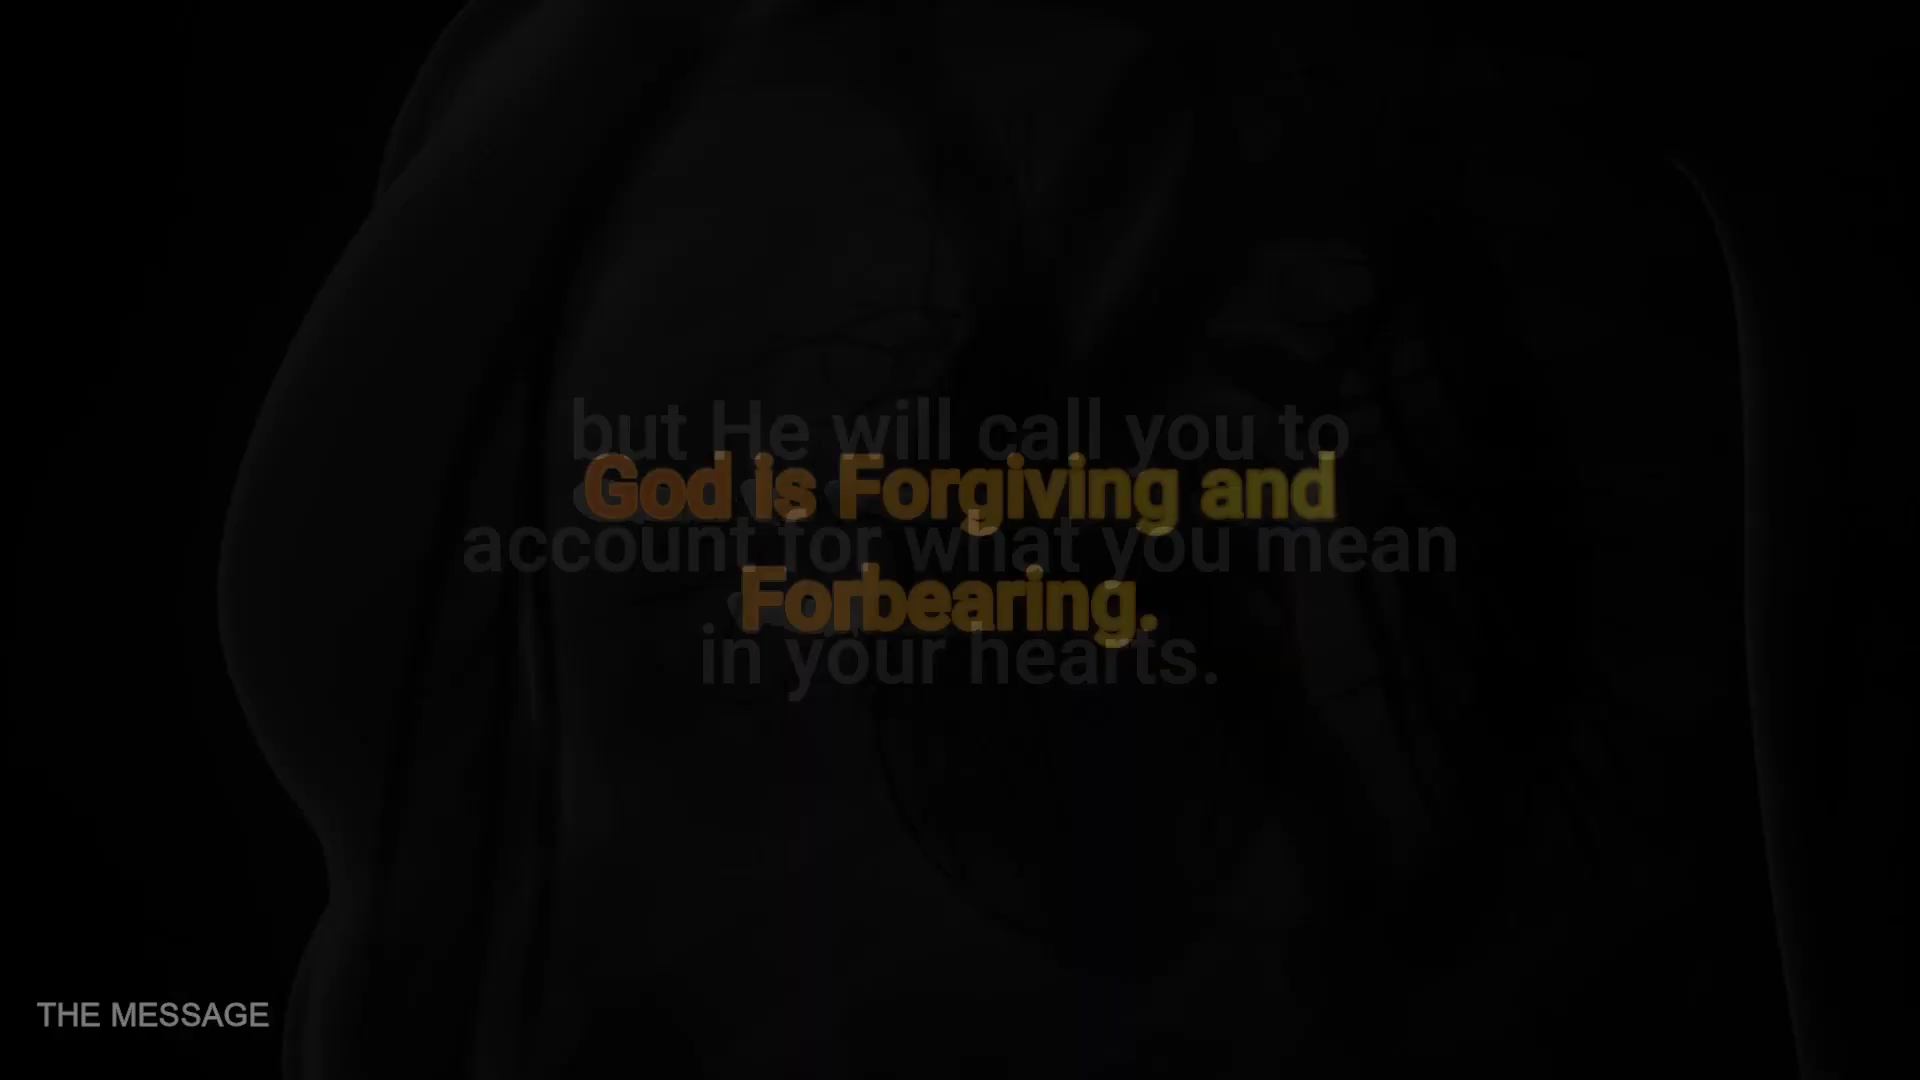 but He will call you to
account for what you mean
in your hearts.
God is Forgiving and
Forbearing.
THE MESSAGE